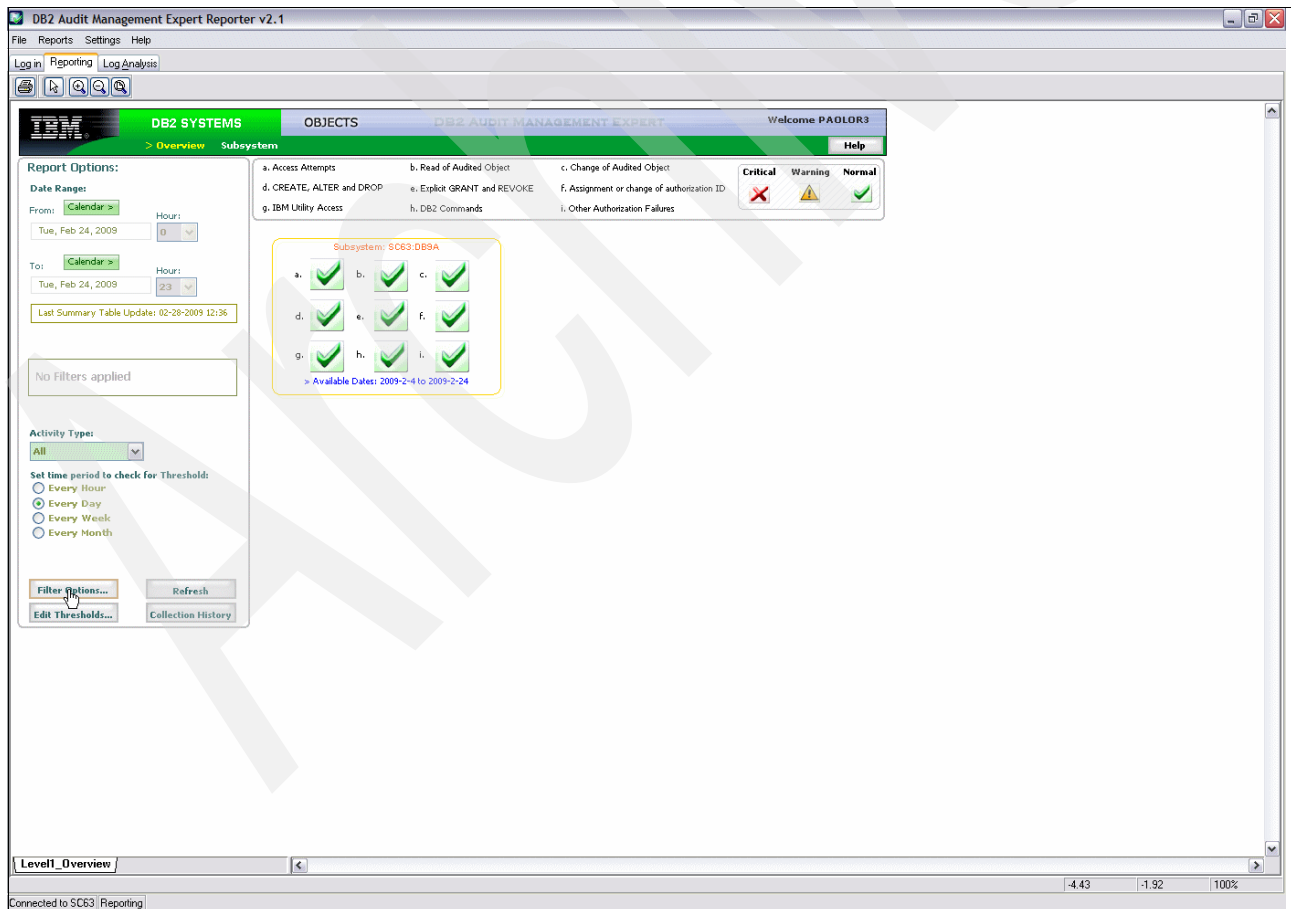 DB2 Audit Management Expert Reporter v2.1
File Reports Settings Help
Log in Reporting Log Analysis
IBM
DB2 SYSTEMS
OBJECTS
DB2 AUDIT MANAGEMENT EXPERT
Welcome PAOLOR3
> Overview Subsystem
Help
Report Options:
Date Range:
From: Calendar >
Hour:
Tue, Feb 24, 2009
0
To: Calendar >
Hour:
Tue, Feb 24, 2009
23
Last Summary Table Update: 02-28-2009 12:36
No Filters applied
Activity Type:
All
Set time period to check for Threshold:
Every Hour
Every Day
Every Week
Every Month
Filter Options...
Refresh
Edit Thresholds...
Collection History
a. Access Attempts
b. Read of Audited Object
c. Change of Audited Object
d. CREATE, ALTER and DROP
e. Explicit GRANT and REVOKE
f. Assignment or change of authorization ID
g. IBM Utility Access
h. DB2 Commands
i. Other Authorization Failures
Critical Warning Normal
Subsystem: SC63:DB9A
a. b. c.
d. e. f.
g. h. i.
> Available Dates: 2009-2-4 to 2009-2-24
Level1_Overview
-4.43 -1.92 100%
Connected to SC63 Reporting